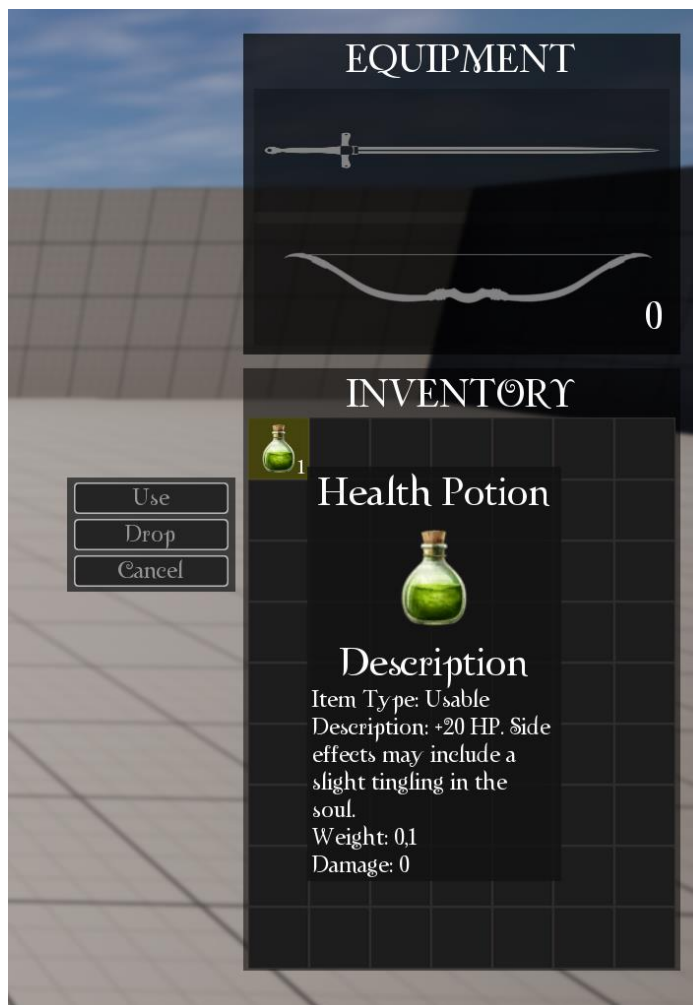 EQUIPMENT
0
INVENTORY
1
Use
Drop
Cancel
Health Potion
Description
Item Type: Usable
Description: +20 HP. Side
effects may include a
slight tingling in the
soul.
Weight: 0,1
Damage: 0